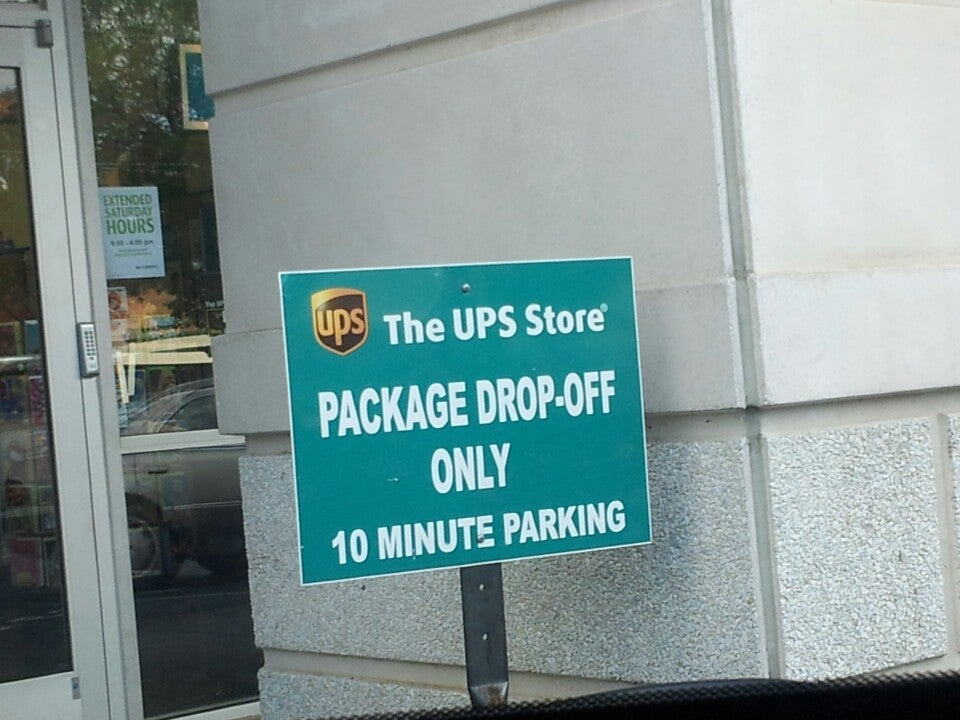 EXTENDED
SATURDAY
HOURS
ups The UPS Store®
PACKAGE DROP-OFF
ONLY
10 MINUTE PARKING